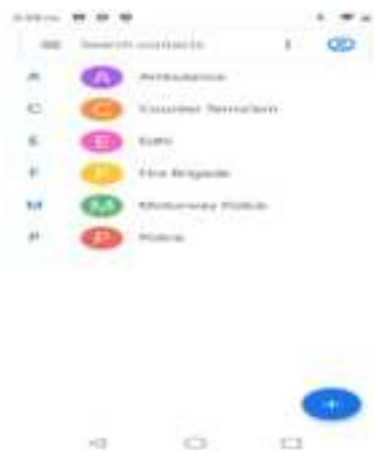 Search contacts
A A Ambulance
C C Counter Terrorism
E E Edhi
F F Fire Brigade
M M Motorway Police
P P Police